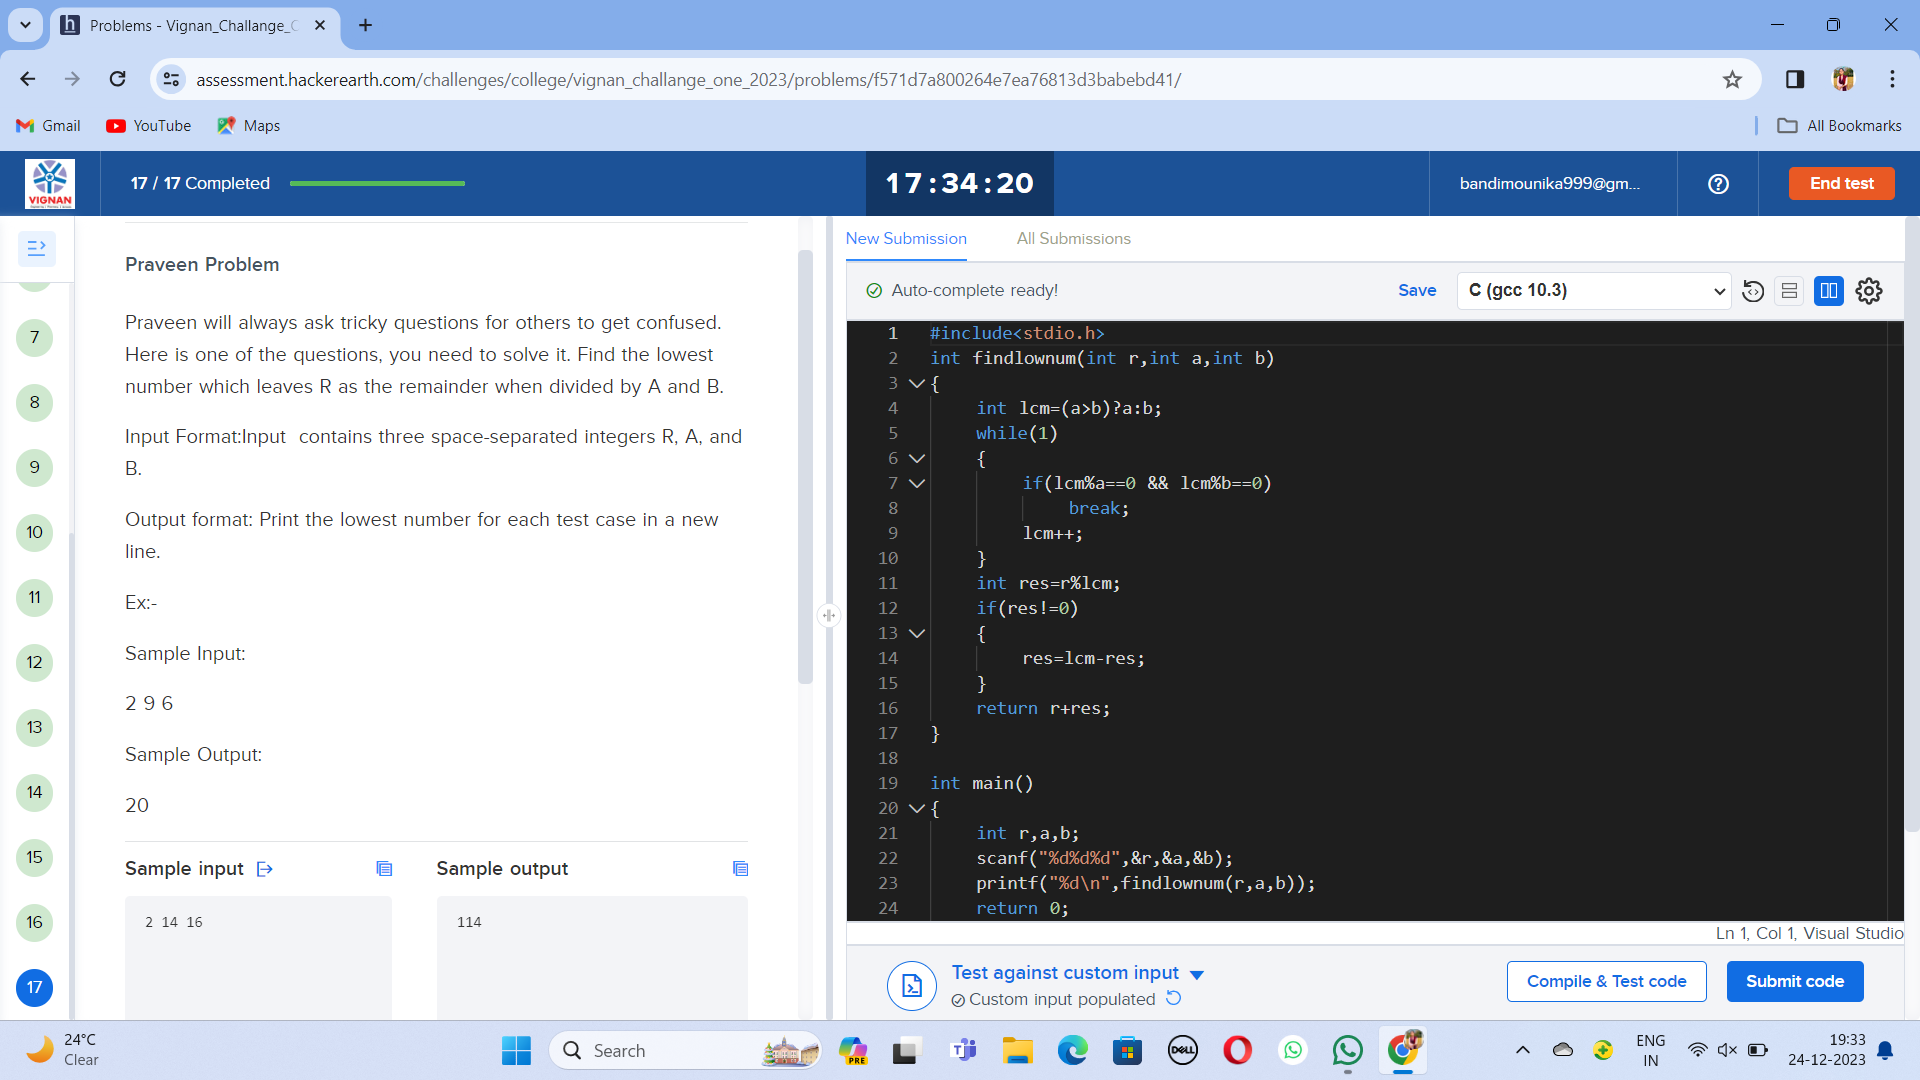 Problems - Vignan_Challange_C
assessment.hackerearth.com/challenges/college/vignan_challange_one_2023/problems/f571d7a800264e7ea76813d3babebd41/
Gmail
YouTube
Maps
All Bookmarks
VIGNAN
17 / 17 Completed
17:34:20
bandimounika999@gm...
End test
7
8
9
10
11
12
13
14
15
16
17
Praveen Problem
Praveen will always ask tricky questions for others to get confused.
Here is one of the questions, you need to solve it. Find the lowest
number which leaves R as the remainder when divided by A and B.
Input Format:Input  contains three space-separated integers R, A, and
B.
Output format: Print the lowest number for each test case in a new
line.
Ex:-
Sample Input:
2 9 6
Sample Output:
20
Sample input
2 14 16
Sample output
114
New Submission
All Submissions
Auto-complete ready!
Save
C (gcc 10.3)
1 #include<stdio.h>
2 int findlownum(int r,int a,int b)
3 {
4 int lcm=(a>b)?a:b;
5 while(1)
6 {
7 if(lcm%a==0 && lcm%b==0)
8 break;
9 lcm++;
10 }
11 int res=r%lcm;
12 if(res!=0)
13 {
14 res=lcm-res;
15 }
16 return r+res;
17 }
18
19 int main()
20 {
21 int r,a,b;
22 scanf("%d%d%d",&r,&a,&b);
23 printf("%d\n",findlownum(r,a,b));
24 return 0;
Ln 1, Col 1, Visual Studio
Test against custom input
Custom input populated
Compile & Test code
Submit code
24°C
Clear
Search
PRE
DELL
ENG
IN
19:33
24-12-2023